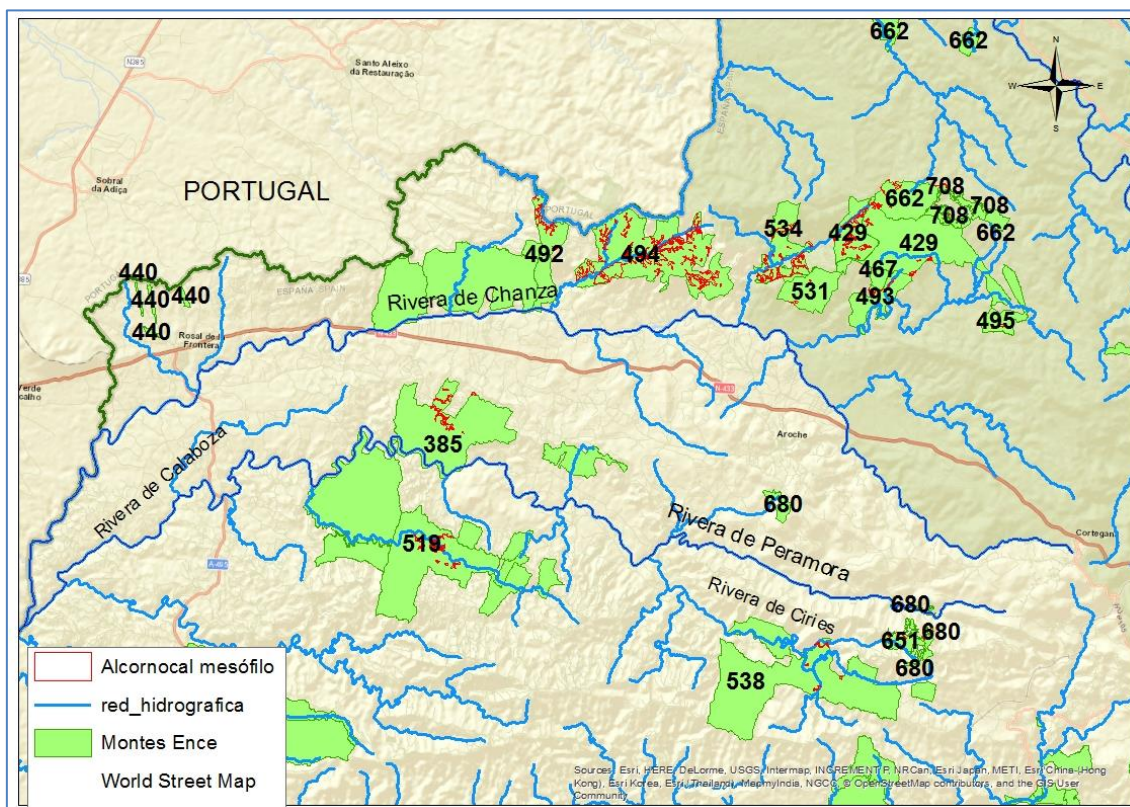 662
662
N385
Santo Aleixo
da Restauração
N
W E
S
ESPAÑA
Sobral
da Adiça
PORTUGAL
PORTUGAL
708
662
708
708
534
429
662
492
494
429
467
440
440
440
440
ESPAÑA SPAIN
Rivera de Chanza
531
493
495
Rosal de la
Frontera
N-433
385
Aroche
Rivera de Calaboza
680
519
Rivera de Peramora
Cortegana
A-495
Rivera de Ciries
680
680
651
680
538
Alcornocal mesófilo
red_hidrografica
Montes Ence
World Street Map
Sources: Esri, HERE, DeLorme, USGS, Intermap, INCREMENT P, NRCan, Esri Japan, METI, Esri China (Hong
Kong), Esri Korea, Esri (Thailand), MapmyIndia, NGCC, © OpenStreetMap contributors, and the GIS User
Community